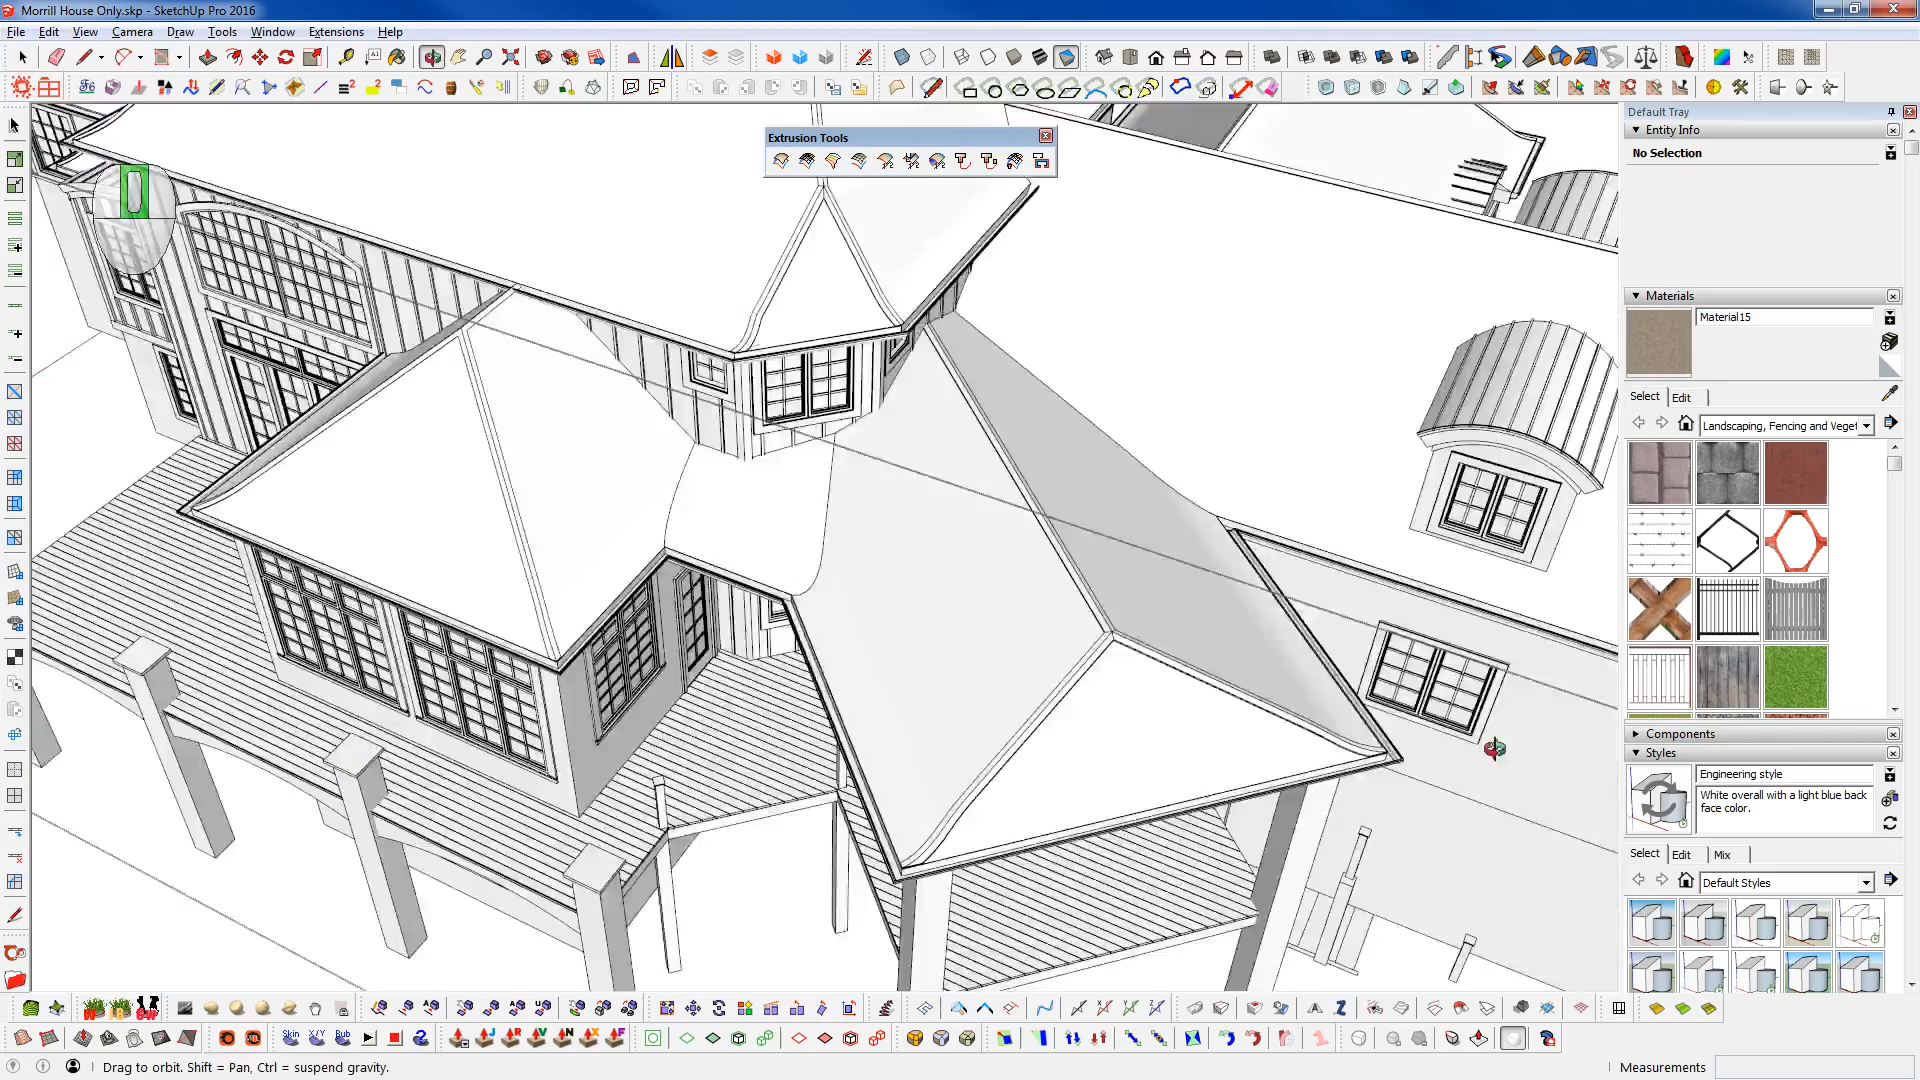 Morrill House Only.skp - SketchUp Pro 2016
File Edit View Camera Draw Tools Window Extensions Help
Extrusion Tools
Default Tray
Entity Info
No Selection
Materials
Material15
Select Edit
Landscaping, Fencing and Veget
Components
Styles
Engineering style
White overall with a light blue back
face color.
Select Edit Mix
Default Styles
Skin X/Y Bub
J R V N X F
Drag to orbit. Shift = Pan, Ctrl = suspend gravity.
Measurements